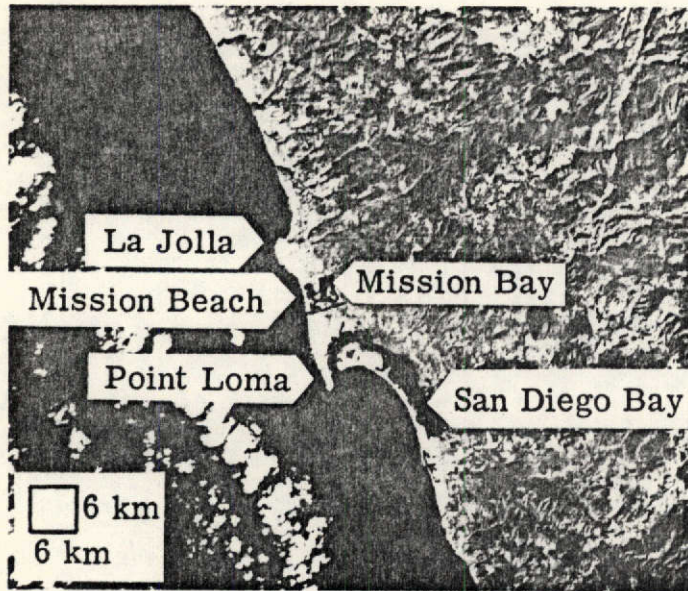 La Jolla
Mission Beach
Mission Bay
Point Loma
San Diego Bay
6 km
6 km